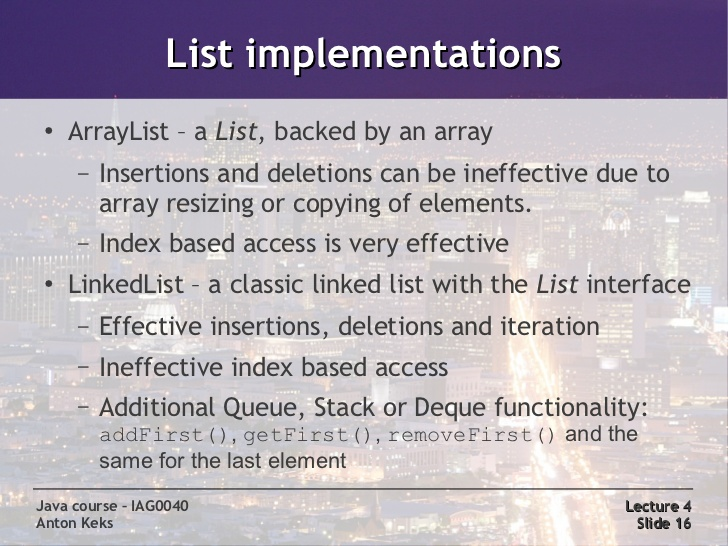 List implementations
• ArrayList – a List, backed by an array
– Insertions and deletions can be ineffective due to
array resizing or copying of elements.
– Index based access is very effective
• LinkedList – a classic linked list with the List interface
– Effective insertions, deletions and iteration
– Ineffective index based access
– Additional Queue, Stack or Deque functionality:
addFirst(), getFirst(), removeFirst() and the
same for the last element
Java course – IAG0040
Anton Keks
Lecture 4
Slide 16